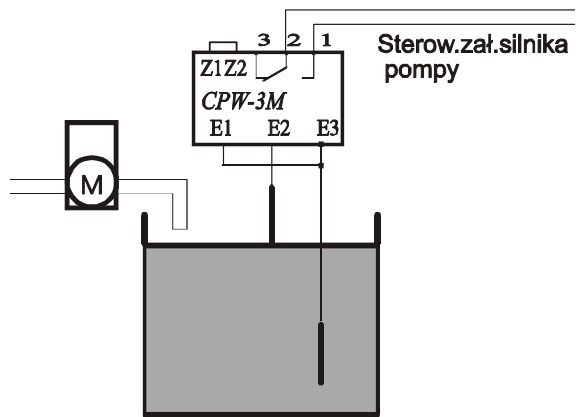 3 2 1
Sterow.zał.silnika
pompy
Z1Z2
CPW-3M
E1 E2 E3
M